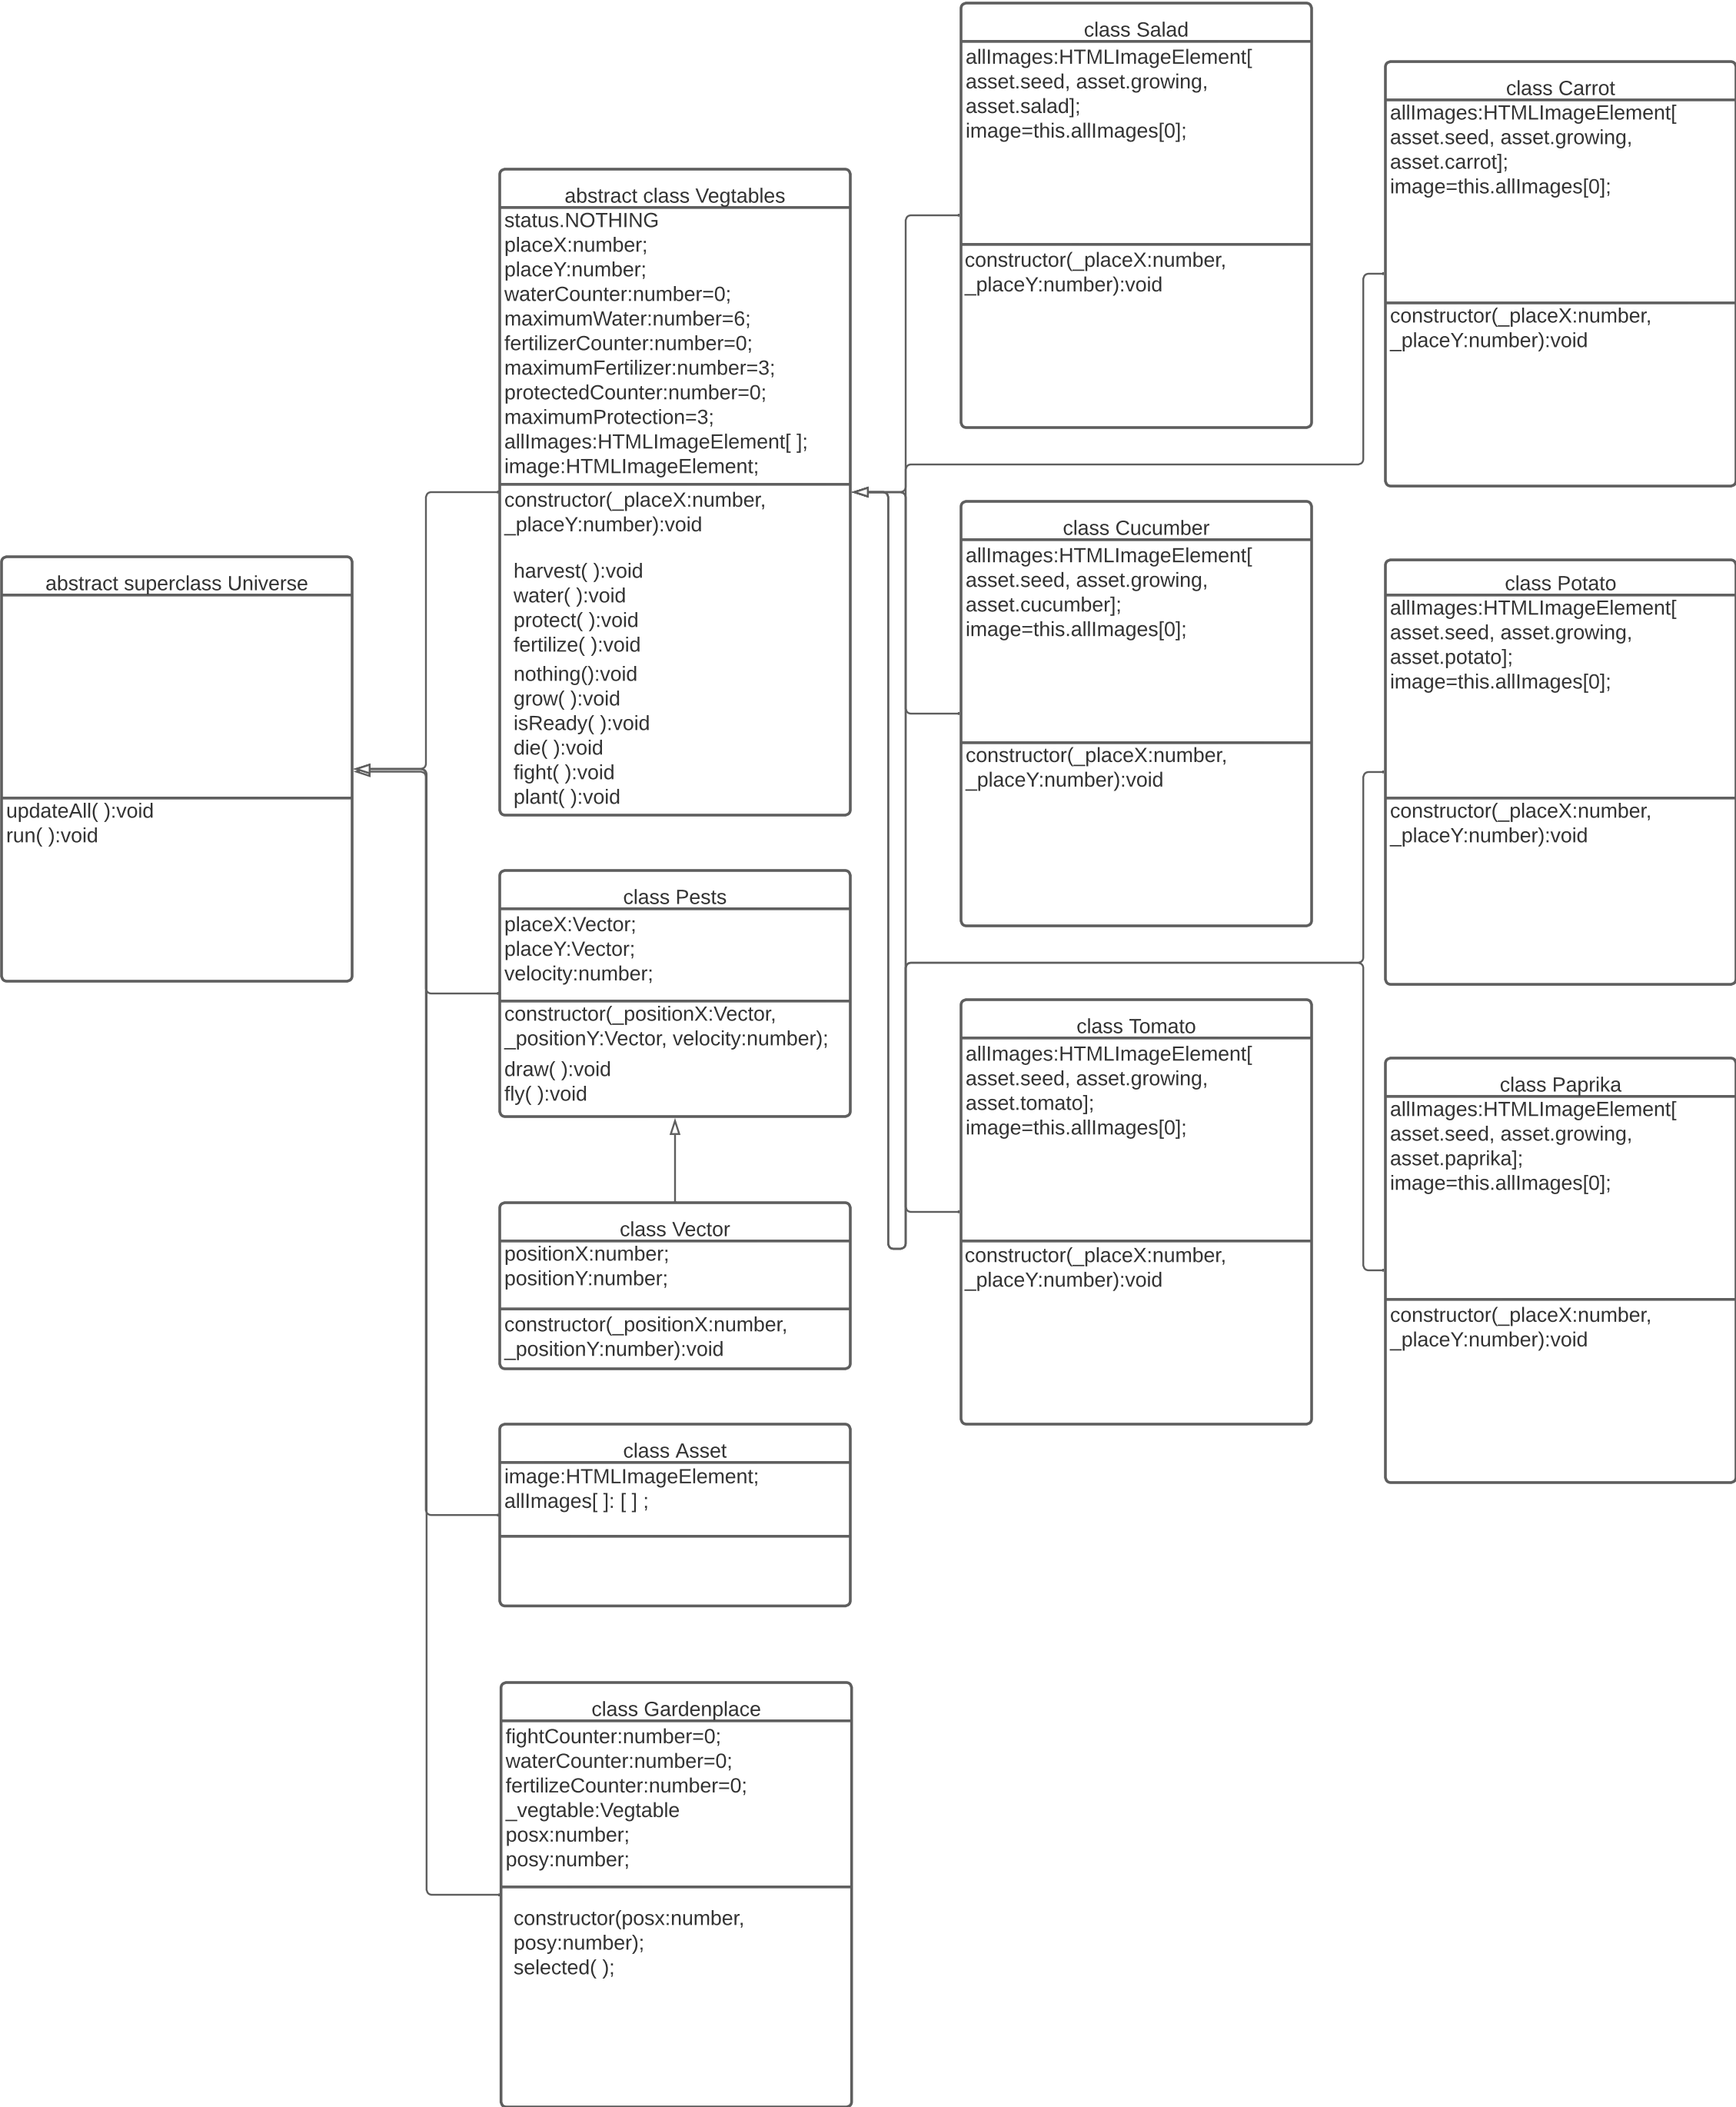 abstract superclass Universe
updateAll( ):void
run( ):void
abstract class Vegtables
status.NOTHING
placeX:number;
placeY:number;
waterCounter:number=0;
maximumWater:number=6;
fertilizerCounter:number=0;
maximumFertilizer:number=3;
protectedCounter:number=0;
maximumProtection=3;
allImages:HTMLImageElement[ ];
image:HTMLImageElement;
constructor(_placeX:number,
_placeY:number):void
harvest( ):void
water( ):void
protect( ):void
fertilize( ):void
nothing():void
grow( ):void
isReady( ):void
die( ):void
fight( ):void
plant( ):void
class Pests
placeX:Vector;
placeY:Vector;
velocity:number;
constructor(_positionX:Vector,
_positionY:Vector, velocity:number);
draw( ):void
fly( ):void
class Vector
positionX:number;
positionY:number;
constructor(_positionX:number,
_positionY:number):void
class Asset
image:HTMLImageElement;
allImages[ ]: [ ] ;
class Gardenplace
fightCounter:number=0;
waterCounter:number=0;
fertilizeCounter:number=0;
_vegtable:Vegtable
posx:number;
posy:number;
constructor(posx:number,
posy:number);
selected( );
class Salad
allImages:HTMLImageElement[
asset.seed, asset.growing,
asset.salad];
image=this.allImages[0];
constructor(_placeX:number,
_placeY:number):void
class Cucumber
allImages:HTMLImageElement[
asset.seed, asset.growing,
asset.cucumber];
image=this.allImages[0];
constructor(_placeX:number,
_placeY:number):void
class Tomato
allImages:HTMLImageElement[
asset.seed, asset.growing,
asset.tomato];
image=this.allImages[0];
constructor(_placeX:number,
_placeY:number):void
class Carrot
allImages:HTMLImageElement[
asset.seed, asset.growing,
asset.carrot];
image=this.allImages[0];
constructor(_placeX:number,
_placeY:number):void
class Potato
allImages:HTMLImageElement[
asset.seed, asset.growing,
asset.potato];
image=this.allImages[0];
constructor(_placeX:number,
_placeY:number):void
class Paprika
allImages:HTMLImageElement[
asset.seed, asset.growing,
asset.paprika];
image=this.allImages[0];
constructor(_placeX:number,
_placeY:number):void